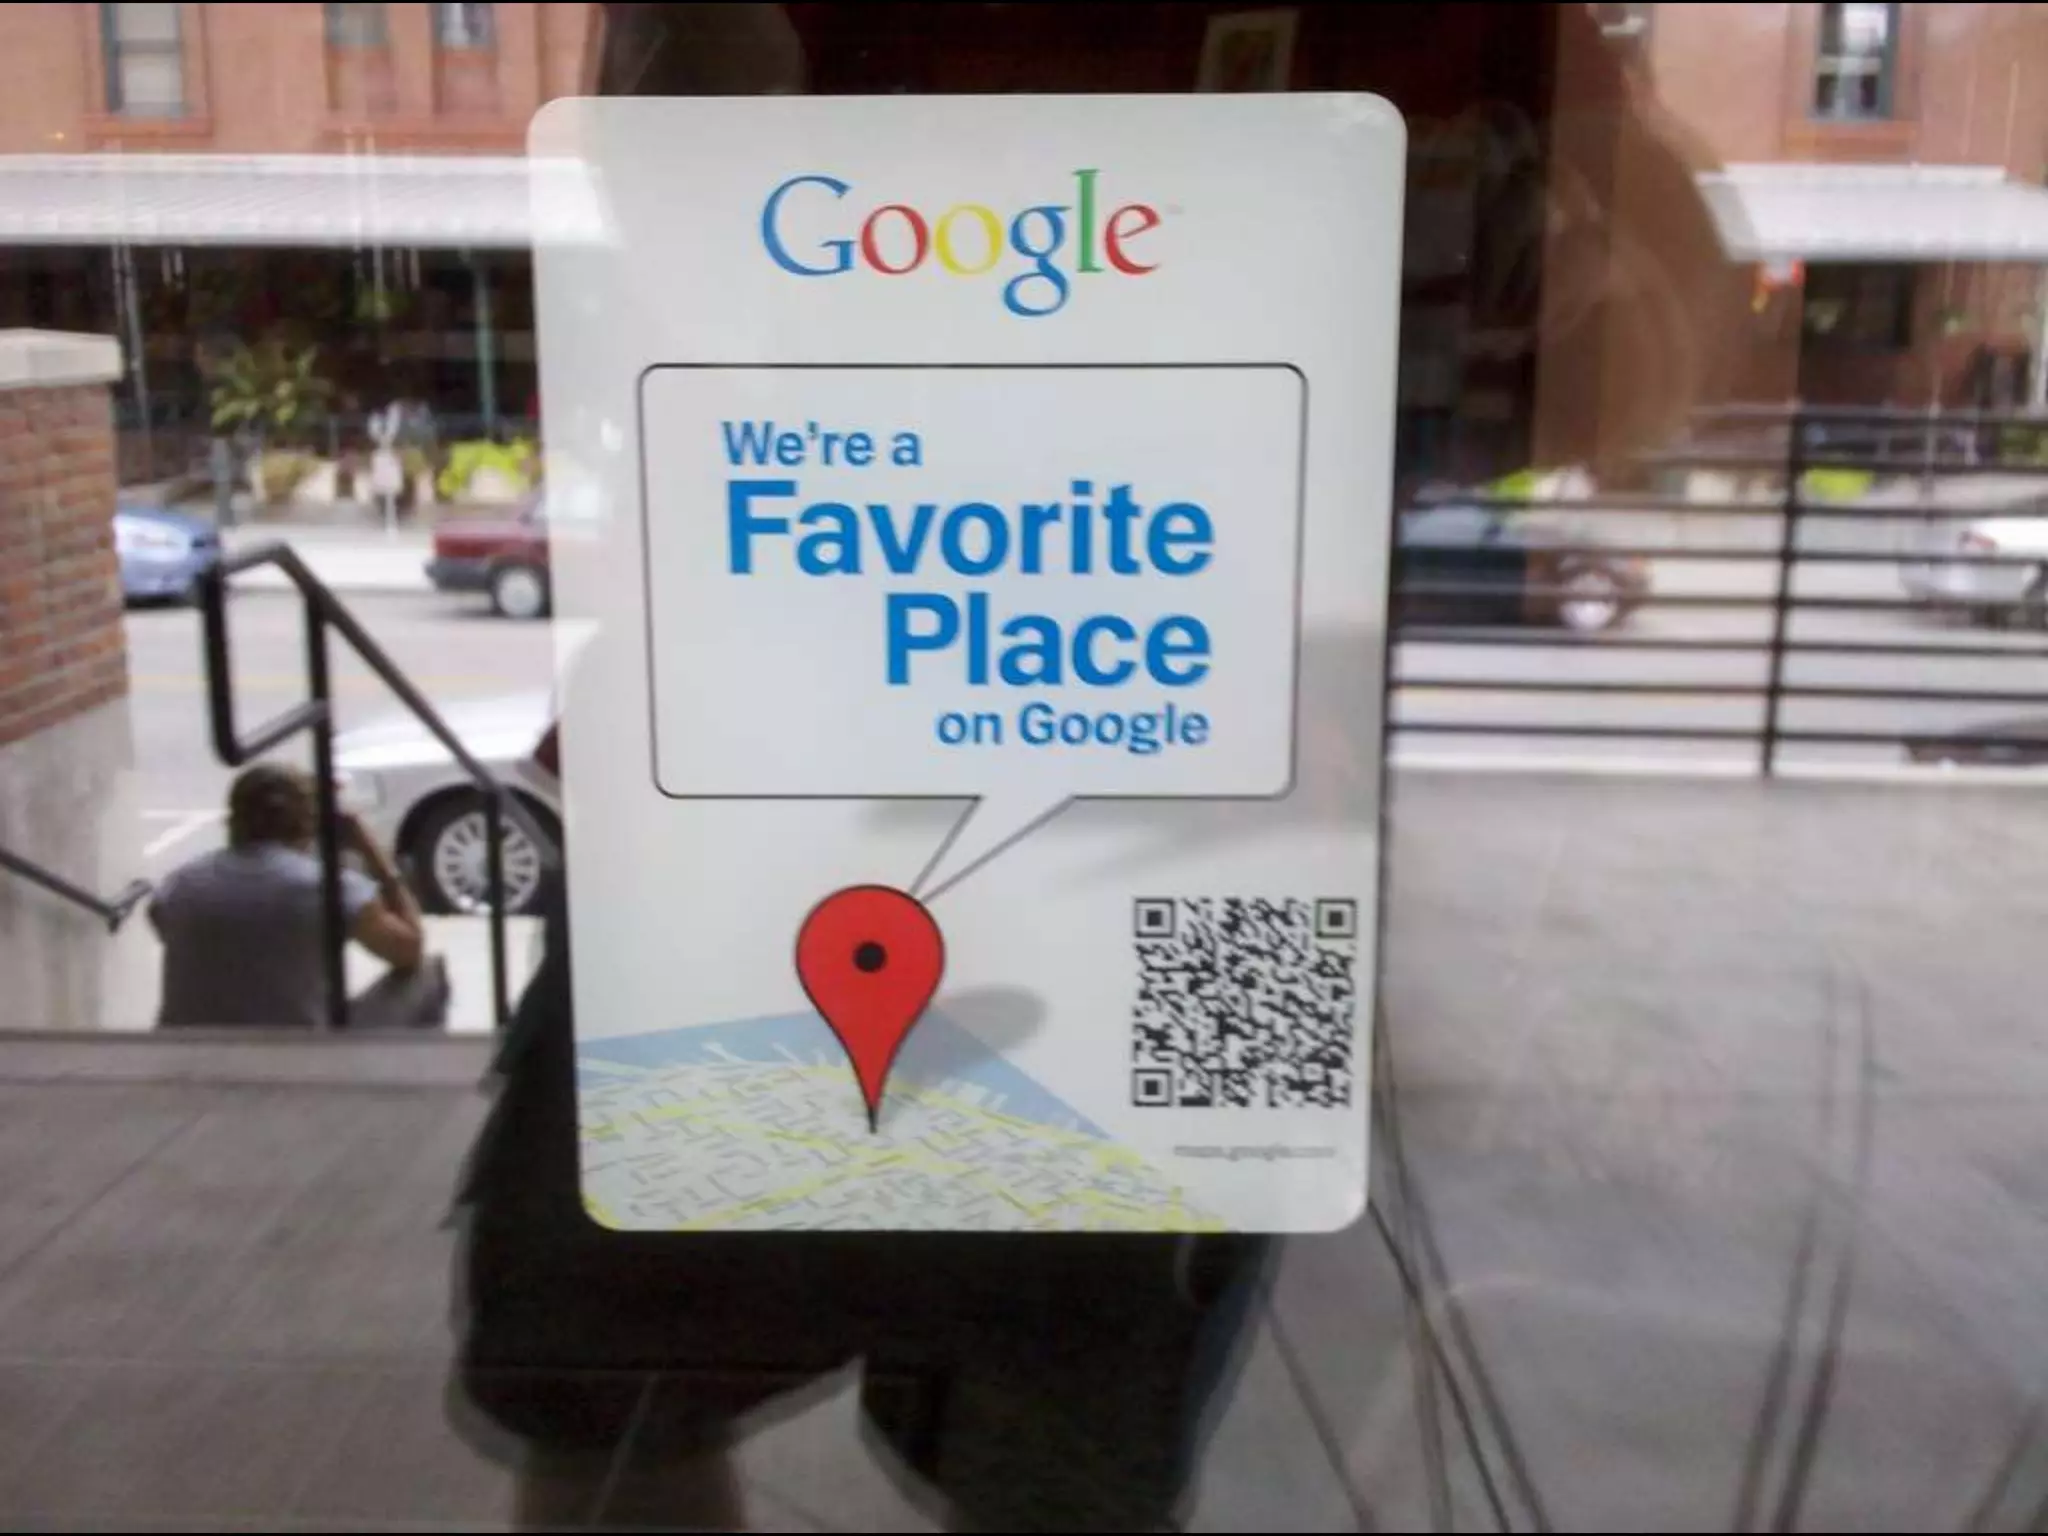 Google
We're a
Favorite
Place
on Google